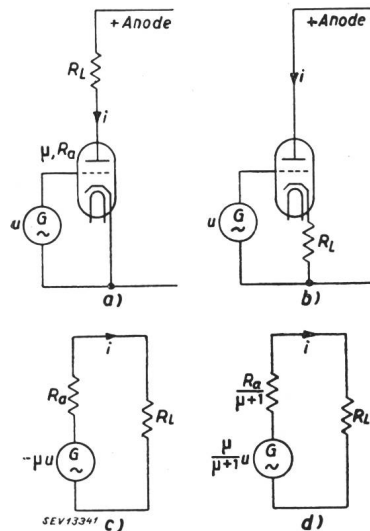 +Anode
R_L
i
μ, R_a
u
G
~
a)
+Anode
i
u
G
~
R_L
b)
i
R_a
R_L
-μu
G
~
SEV13341
c)
i
R_a
μ+1
R_L
μ
μ+1
u
G
~
d)